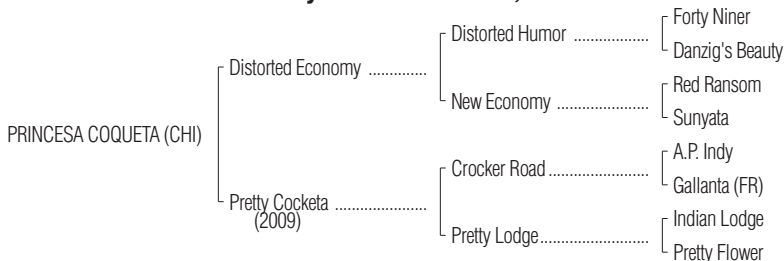 Forty Niner
Distorted Humor ..................
Danzig's Beauty
Distorted Economy ..............
Red Ransom
New Economy .....................
Sunyata
PRINCESA COQUETA (CHI)
A.P. Indy
Crocker Road .......................
Gallanta (FR)
Pretty Cocketa ......................
(2009)
Indian Lodge
Pretty Lodge.........................
Pretty Flower